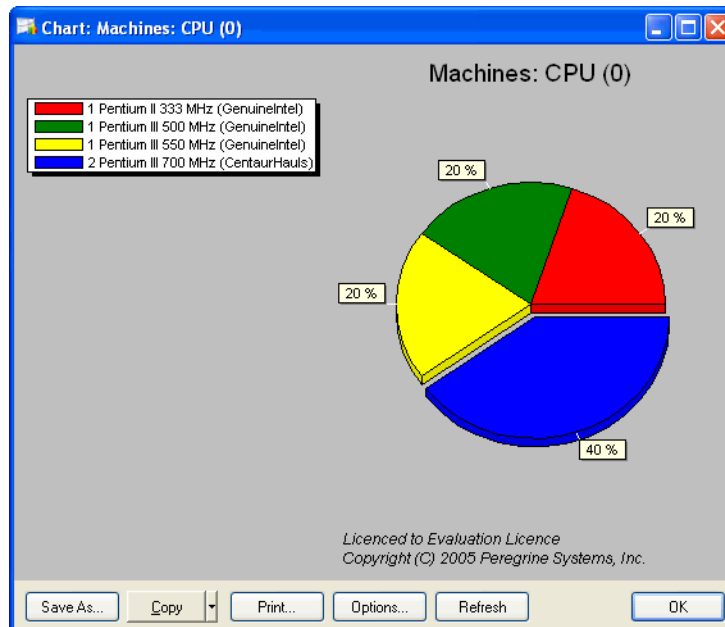 Chart: Machines: CPU (0)
Machines: CPU (0)
1 Pentium II 333 MHz (GenuineIntel)
1 Pentium III 500 MHz (GenuineIntel)
1 Pentium III 550 MHz (GenuineIntel)
2 Pentium III 700 MHz (CentaurHauls)
20 %
20 %
20 %
40 %
Licenced to Evaluation Licence
Copyright (C) 2005 Peregrine Systems, Inc.
Save As... Copy Print... Options... Refresh OK